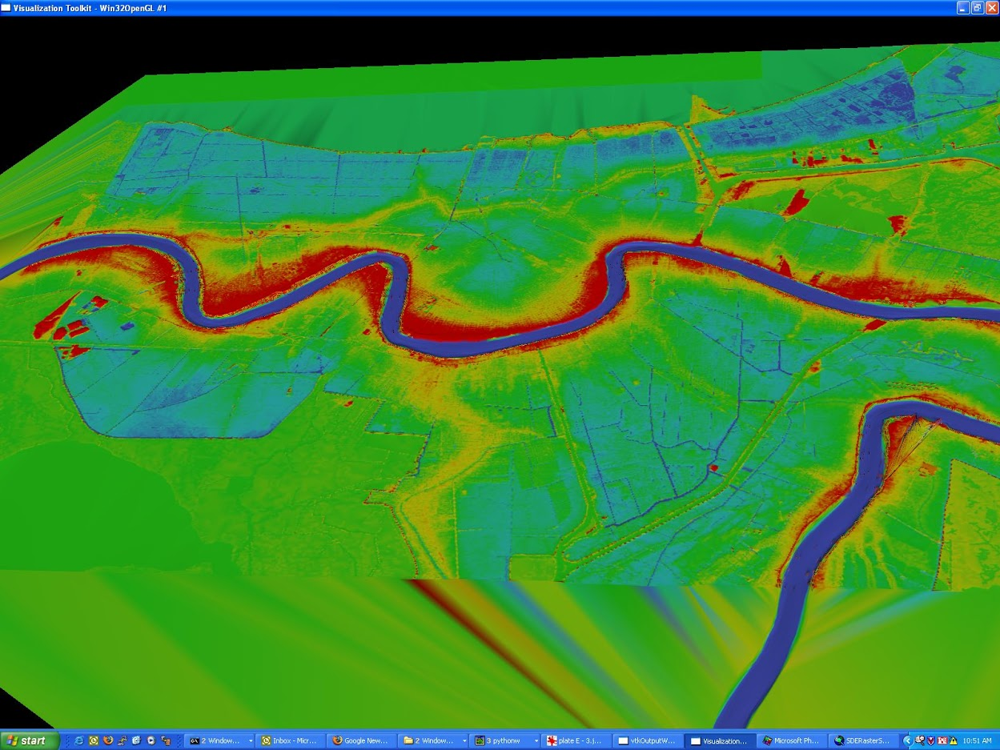 Visualization Toolkit - Win32OpenGL #1
start
2 Window...
Inbox - Micr...
Google New...
2 Window...
3 pythonw
plate E - 3.j...
vtkOutputW...
Visualization...
Microsoft Ph...
SDERasterS...
10:51 AM